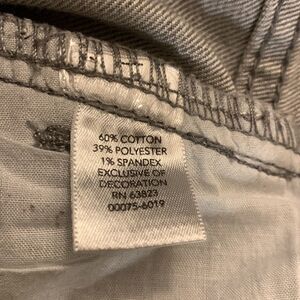 60% COTTON
39% POLYESTER
1% SPANDEX
EXCLUSIVE OF
DECORATION
RN 63823
00075-6019